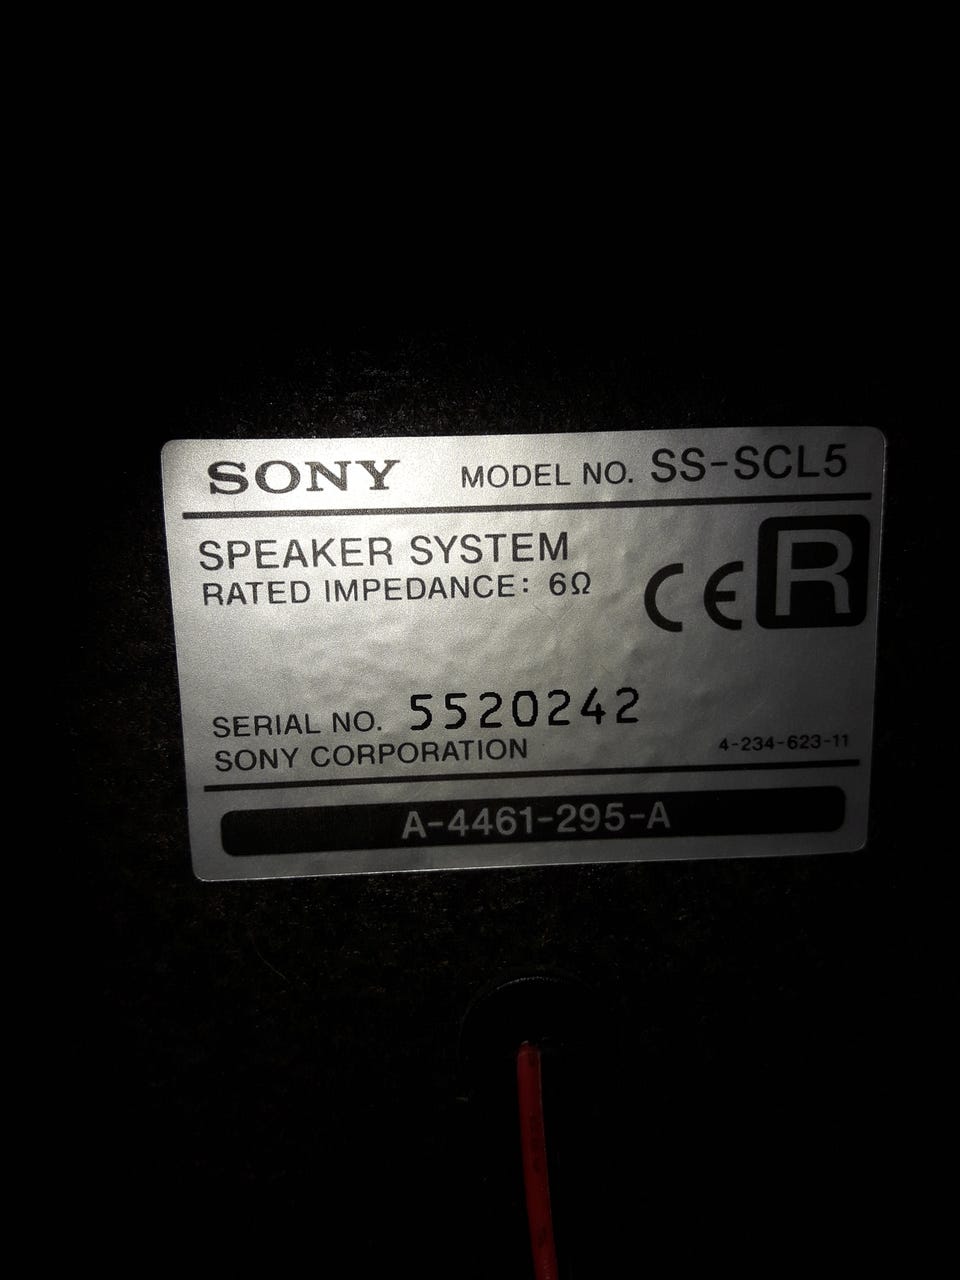 SONY MODEL NO. SS-SCL5
SPEAKER SYSTEM
RATED IMPEDANCE: 6Ω
CE R
SERIAL NO. 5520242
SONY CORPORATION 4-234-623-11
A-4461-295-A